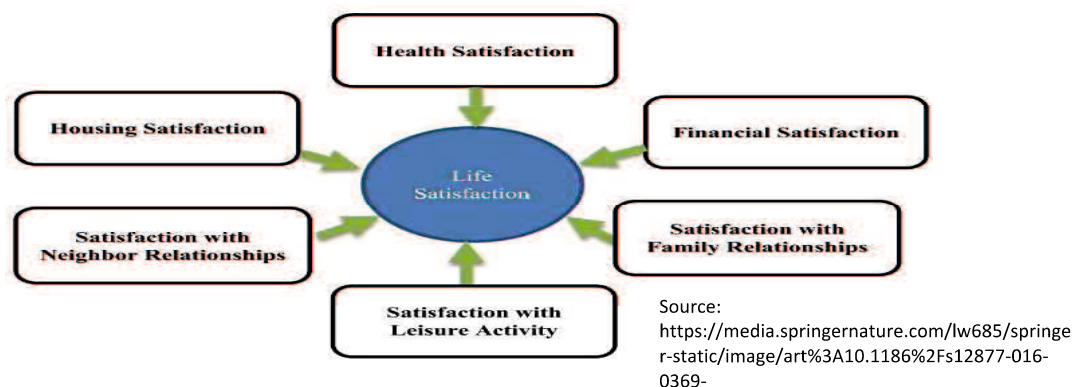 Health Satisfaction
Housing Satisfaction
Financial Satisfaction
Life
Satisfaction
Satisfaction with
Neighbor Relationships
Satisfaction with
Family Relationships
Satisfaction with
Leisure Activity
Source:
https://media.springernature.com/lw685/springe
r-static/image/art%3A10.1186%2Fs12877-016-
0369-